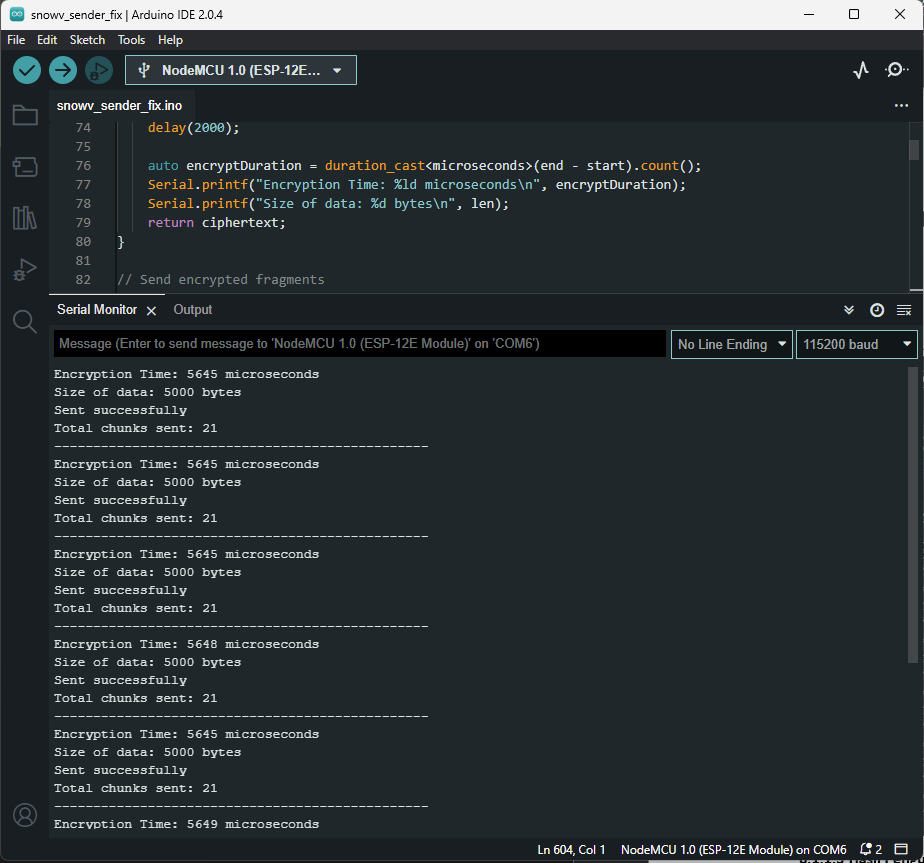 snowv_sender_fix | Arduino IDE 2.0.4
File Edit Sketch Tools Help
NodeMCU 1.0 (ESP-12E...
snowv_sender_fix.ino
74 delay(2000);
75
76 auto encryptDuration = duration_cast<microseconds>(end - start).count();
77 Serial.printf("Encryption Time: %ld microseconds\n", encryptDuration);
78 Serial.printf("Size of data: %d bytes\n", len);
79 return ciphertext;
80 }
81
82 // Send encrypted fragments
Serial Monitor Output
Message (Enter to send message to 'NodeMCU 1.0 (ESP-12E Module)' on 'COM6') No Line Ending 115200 baud
Encryption Time: 5645 microseconds
Size of data: 5000 bytes
Sent successfully
Total chunks sent: 21
------------------------------------------------
Encryption Time: 5645 microseconds
Size of data: 5000 bytes
Sent successfully
Total chunks sent: 21
------------------------------------------------
Encryption Time: 5645 microseconds
Size of data: 5000 bytes
Sent successfully
Total chunks sent: 21
------------------------------------------------
Encryption Time: 5648 microseconds
Size of data: 5000 bytes
Sent successfully
Total chunks sent: 21
------------------------------------------------
Encryption Time: 5645 microseconds
Size of data: 5000 bytes
Sent successfully
Total chunks sent: 21
------------------------------------------------
Encryption Time: 5649 microseconds
Ln 604, Col 1 NodeMCU 1.0 (ESP-12E Module) on COM6 2